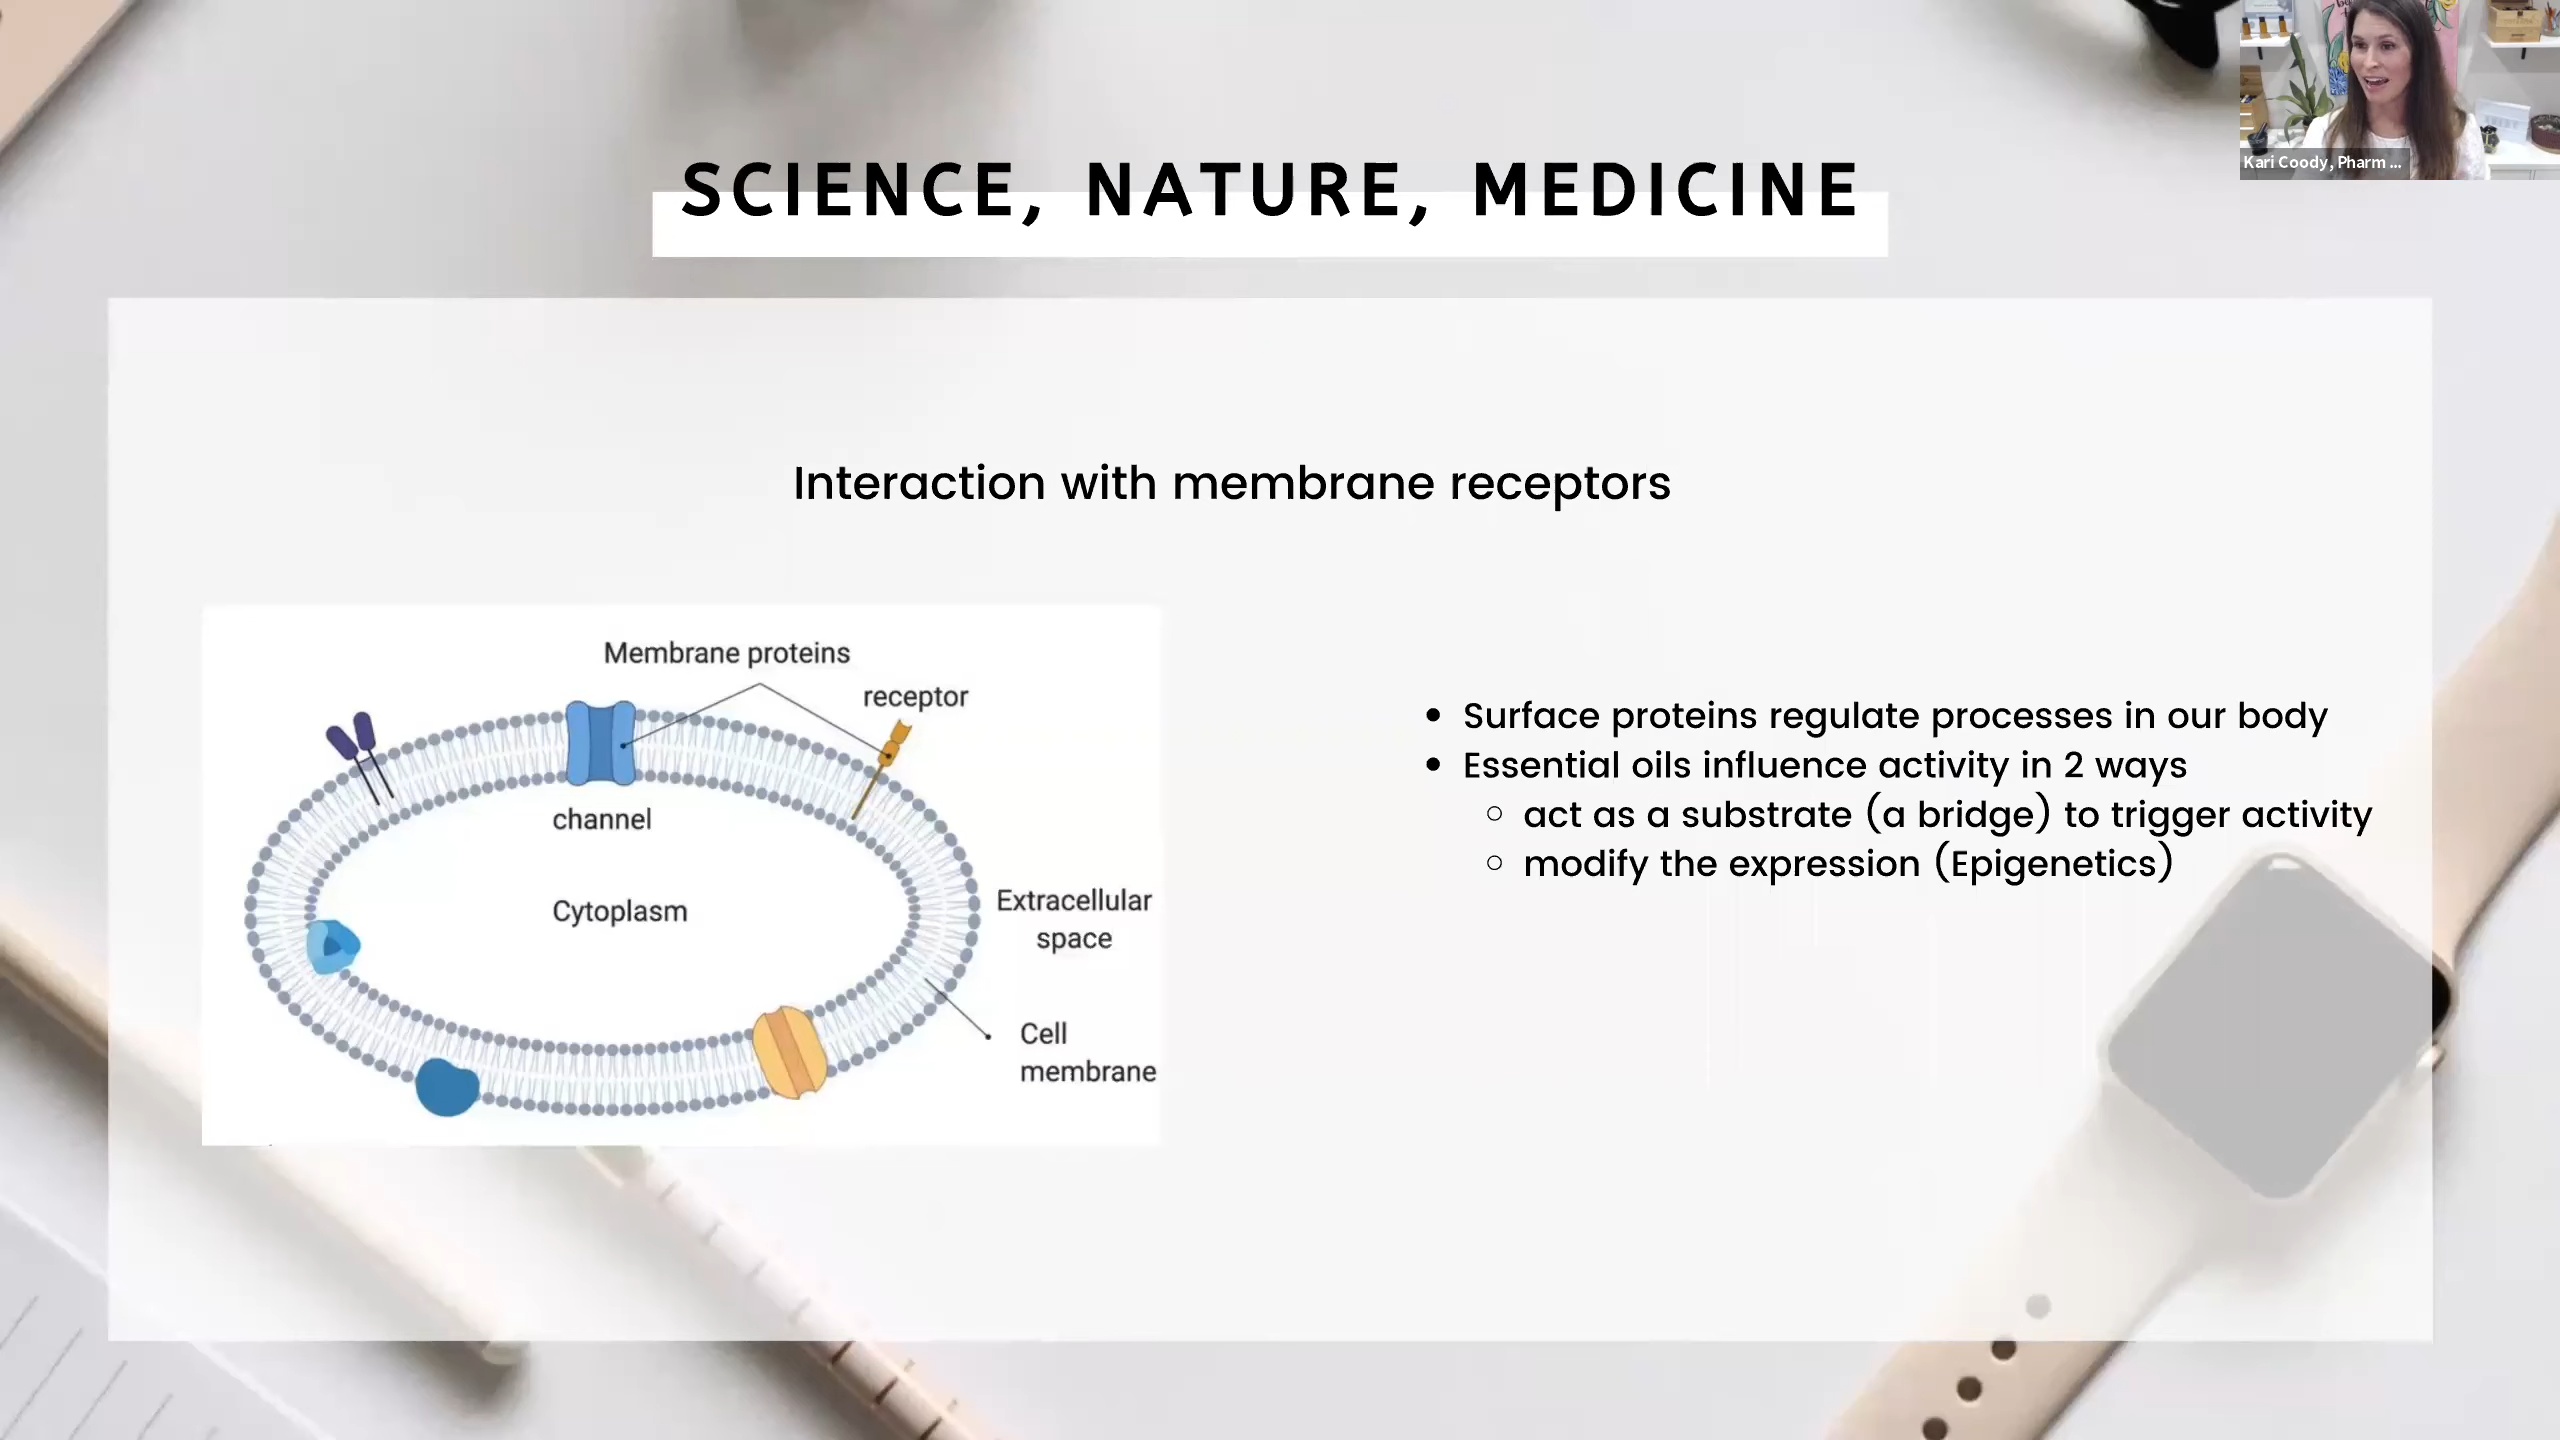 Kari Coody, Pharm ...
SCIENCE, NATURE, MEDICINE
Interaction with membrane receptors
Membrane proteins
receptor
channel
Cytoplasm
Extracellular
space
Cell
membrane
• Surface proteins regulate processes in our body
• Essential oils influence activity in 2 ways
○ act as a substrate (a bridge) to trigger activity
○ modify the expression (Epigenetics)